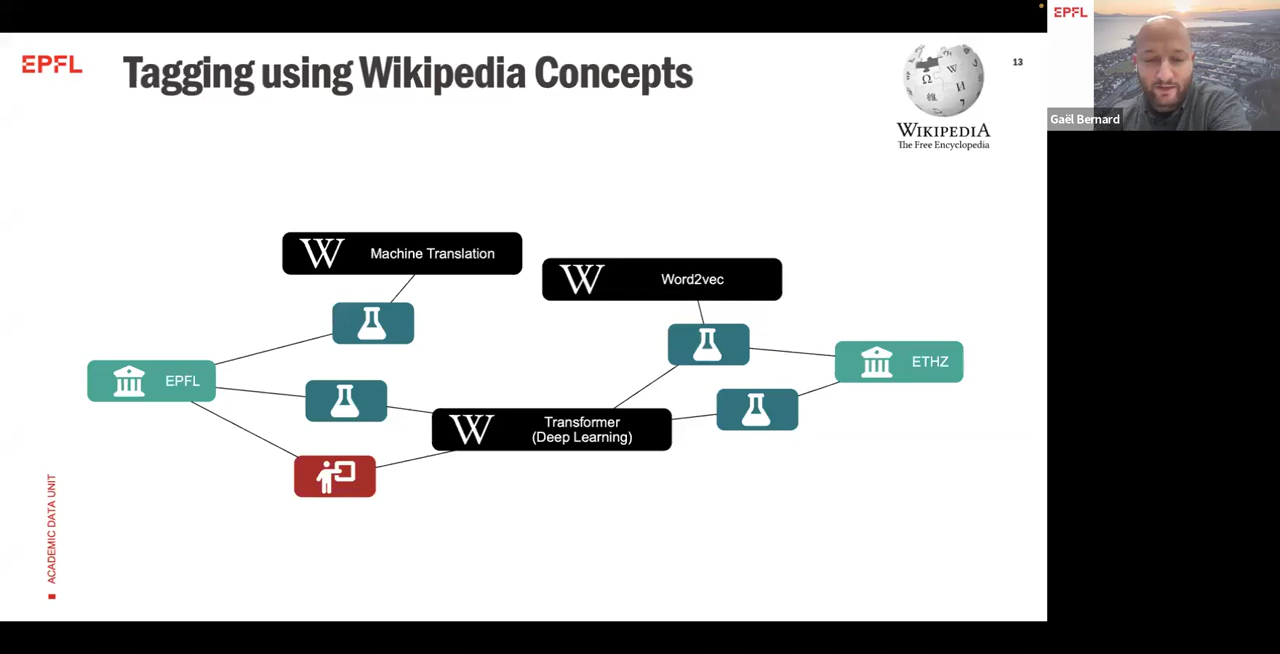 EPFL
Tagging using Wikipedia Concepts
WIKIPEDIA
The Free Encyclopedia
13
EPFL
Gaël Bernard
W Machine Translation
W Word2vec
EPFL
ETHZ
W Transformer
(Deep Learning)
ACADEMIC DATA UNIT